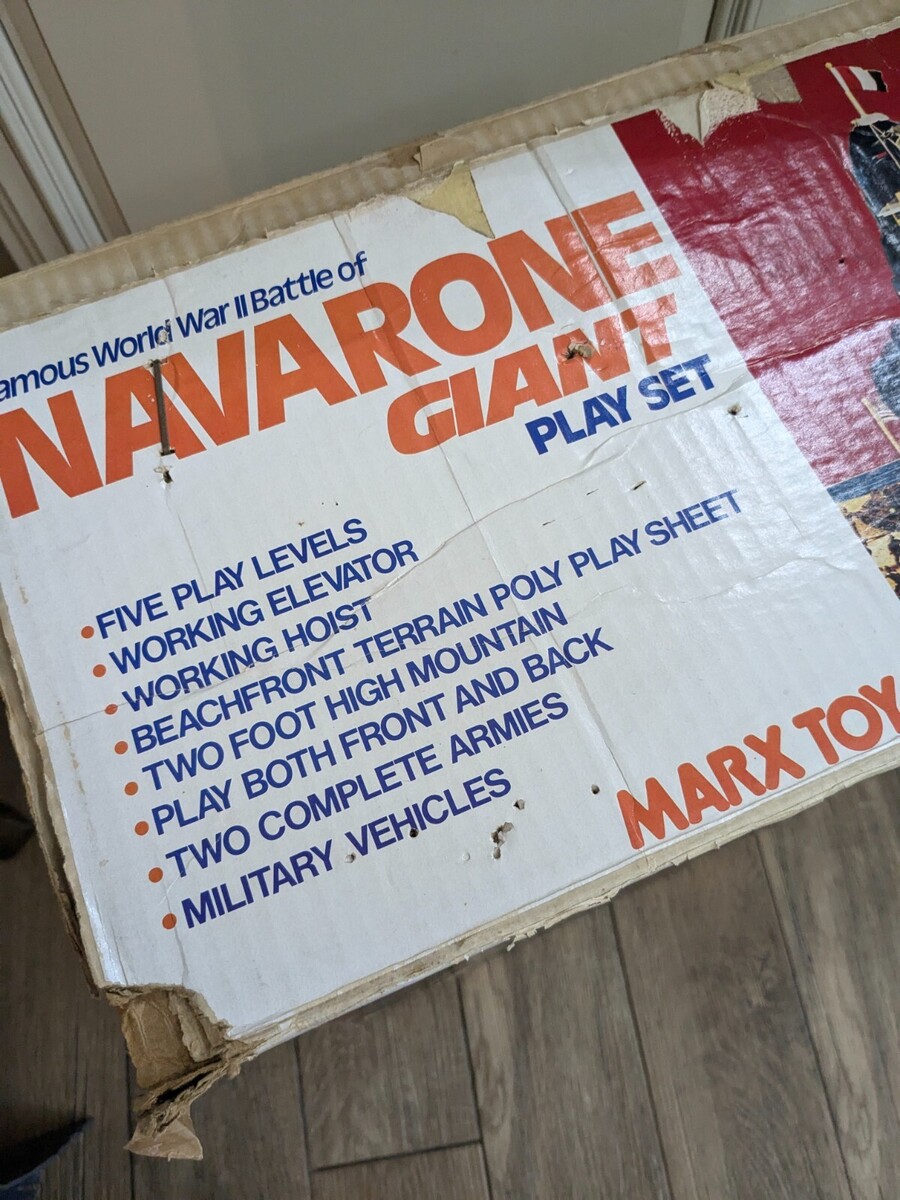 amous World War II Battle of
NAVARONE
GIANT
PLAY SET
•FIVE PLAY LEVELS
•WORKING ELEVATOR
•WORKING HOIST
•BEACHFRONT TERRAIN POLY PLAY SHEET
•TWO FOOT HIGH MOUNTAIN
•PLAY BOTH FRONT AND BACK
•TWO COMPLETE ARMIES
•MILITARY VEHICLES
MARX TOY